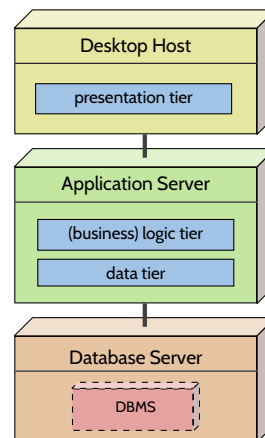 Desktop Host
presentation tier
Application Server
(business) logic tier
data tier
Database Server
DBMS